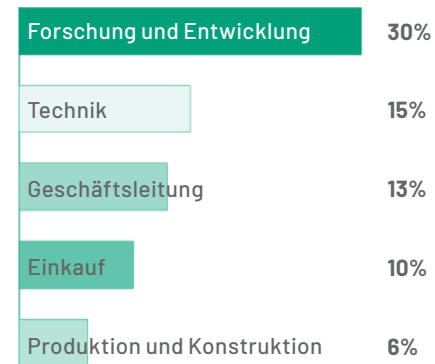 Forschung und Entwicklung 30%
Technik 15%
Geschäftsleitung 13%
Einkauf 10%
Produktion und Konstruktion 6%